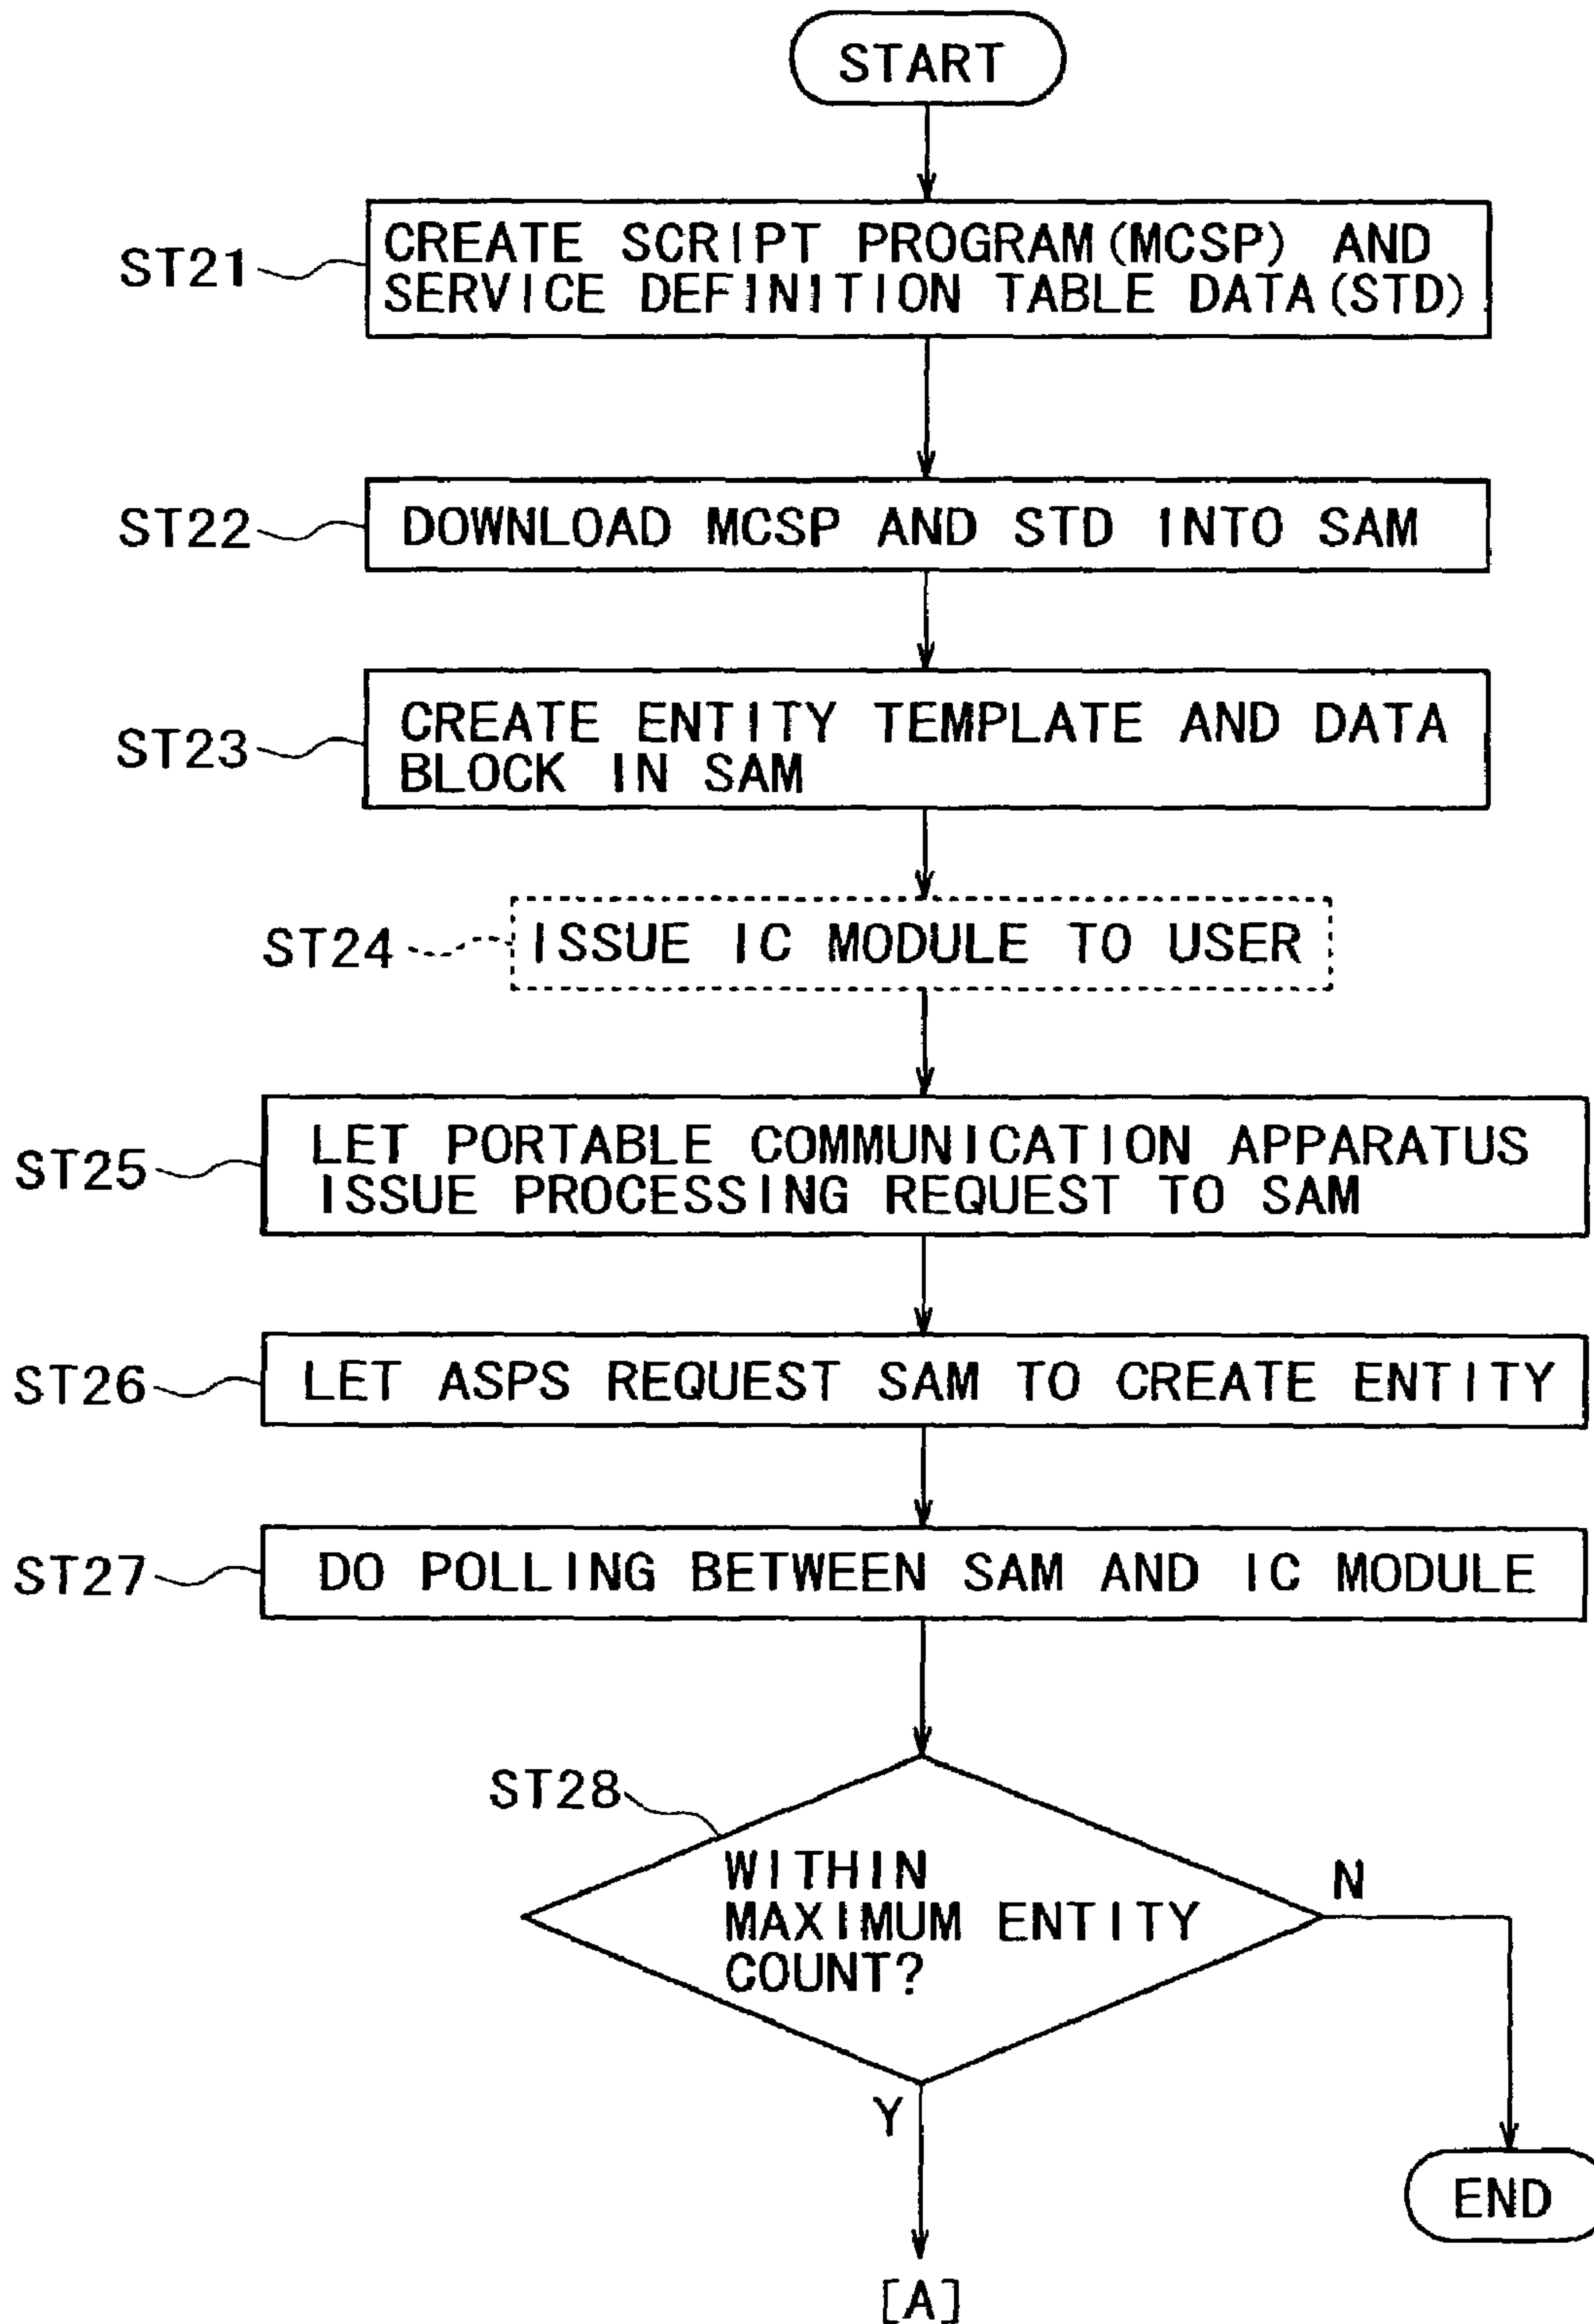 START
ST21
CREATE SCRIPT PROGRAM(MCSP) AND
SERVICE DEFINITION TABLE DATA(STD)
ST22
DOWNLOAD MCSP AND STD INTO SAM
ST23
CREATE ENTITY TEMPLATE AND DATA
BLOCK IN SAM
ST24
ISSUE IC MODULE TO USER
ST25
LET PORTABLE COMMUNICATION APPARATUS
ISSUE PROCESSING REQUEST TO SAM
ST26
LET ASPS REQUEST SAM TO CREATE ENTITY
ST27
DO POLLING BETWEEN SAM AND IC MODULE
ST28
WITHIN
MAXIMUM ENTITY
COUNT?
N
Y
END
[A]